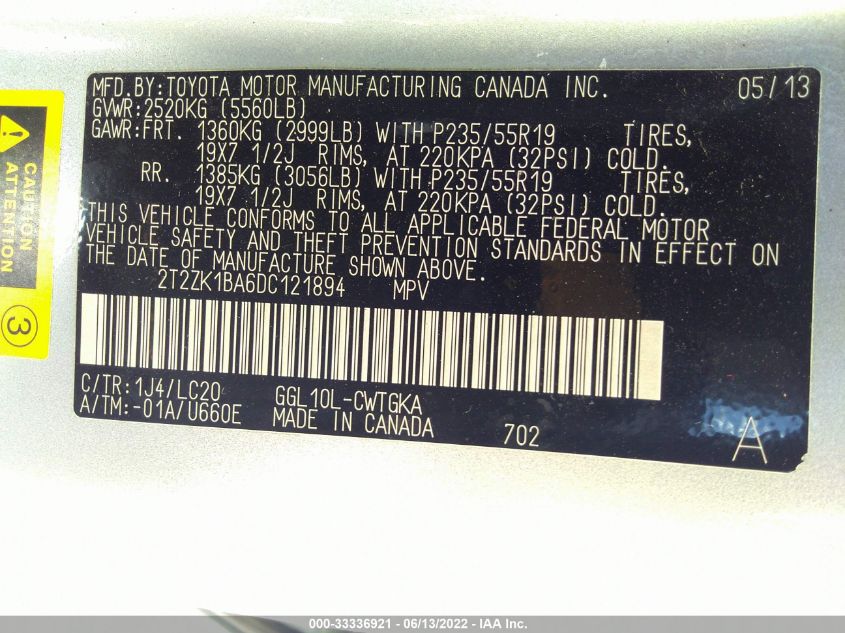 MFD.BY:TOYOTA MOTOR MANUFACTURING CANADA INC. 05/13
GVWR:2520KG (5560LB)
GAWR:FRT. 1360KG (2999LB) WITH P235/55R19 TIRES,
19X7 1/2J RIMS, AT 220KPA (32PSI) COLD.
RR. 1385KG (3056LB) WITH P235/55R19 TIRES,
19X7 1/2J RIMS, AT 220KPA (32PSI) COLD.
THIS VEHICLE CONFORMS TO ALL APPLICABLE FEDERAL MOTOR
VEHICLE SAFETY AND THEFT PREVENTION STANDARDS IN EFFECT ON
THE DATE OF MANUFACTURE SHOWN ABOVE.
2T2ZK1BA6DC121894 MPV
C/TR:1J4/LC20 GGL10L-CWTGKA
A/TM:-01A/U660E MADE IN CANADA 702 A
CAUTION
ATTENTION
3
000-33336921 - 06/13/2022 - IAA Inc.